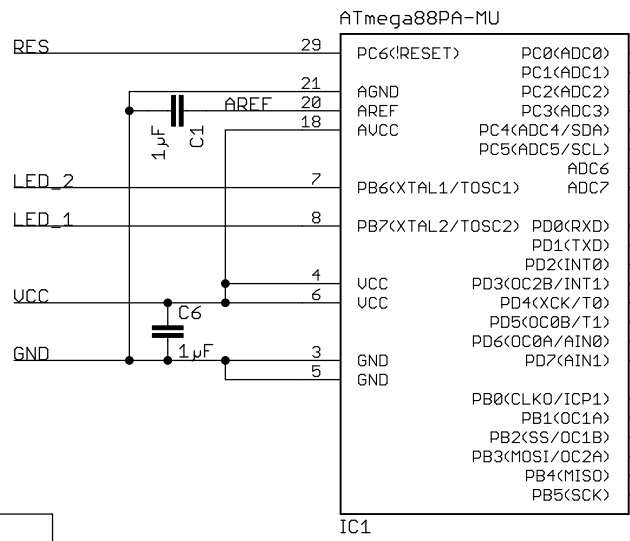 ATmega88PA-MU
RES 29 PC6(!RESET) PC0(ADC0)
PC1(ADC1)
21 AGND PC2(ADC2)
AREF 20 AREF PC3(ADC3)
1µF C1 18 AVCC PC4(ADC4/SDA)
PC5(ADC5/SCL)
ADC6
LED_2 7 PB6(XTAL1/TOSC1) ADC7
LED_1 8 PB7(XTAL2/TOSC2) PD0(RXD)
PD1(TXD)
PD2(INT0)
4 VCC PD3(OC2B/INT1)
VCC 6 VCC PD4(XCK/T0)
C6 PD5(OC0B/T1)
1µF PD6(OC0A/AIN0)
GND 3 GND PD7(AIN1)
5 GND
PB0(CLKO/ICP1)
PB1(OC1A)
PB2(SS/OC1B)
PB3(MOSI/OC2A)
PB4(MISO)
PB5(SCK)
IC1